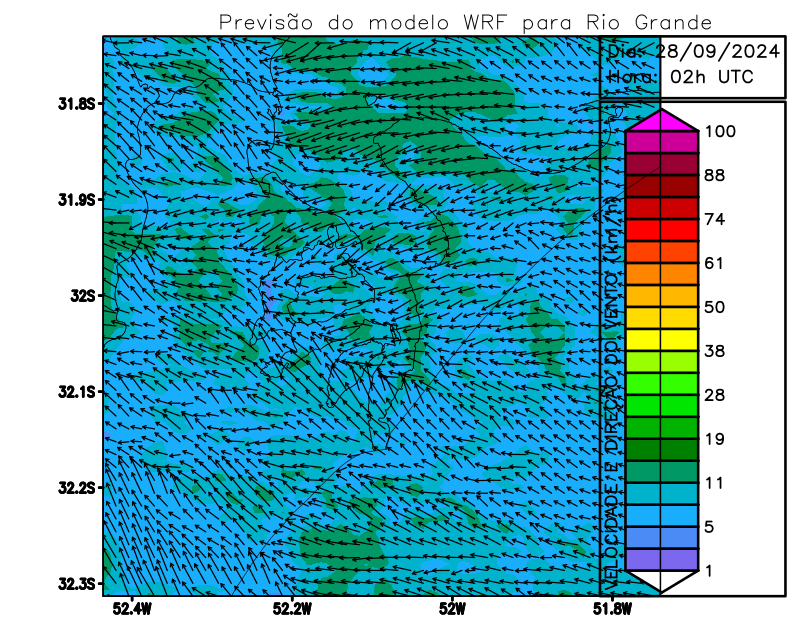 Previsão do modelo WRF para Rio Grande
Dia: 28/09/2024
Hora: 02h UTC
31.8S
31.9S
32S
32.1S
32.2S
32.3S
52.4W
52.2W
52W
51.8W
VELOCIDADE E DIREÇÃO DO VENTO (km/h)
100
88
74
61
50
38
28
19
11
5
1